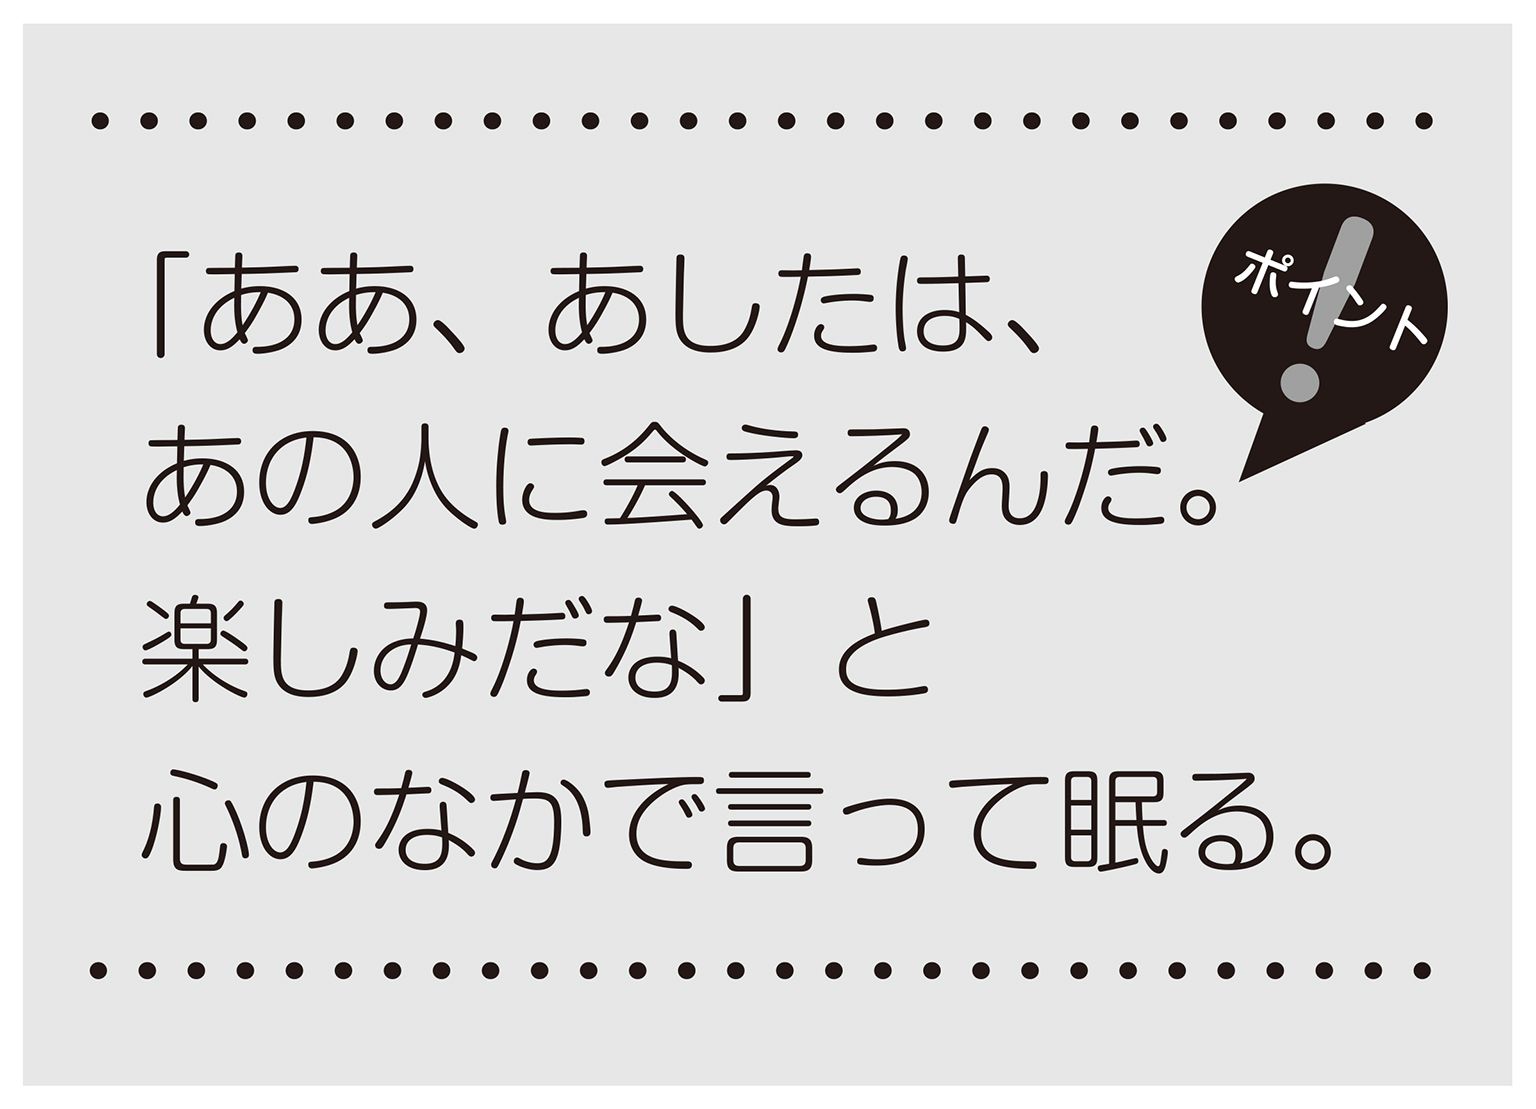 ポイント
「ああ、あしたは、
あの人に会えるんだ。
楽しみだな」と
心のなかで言って眠る。